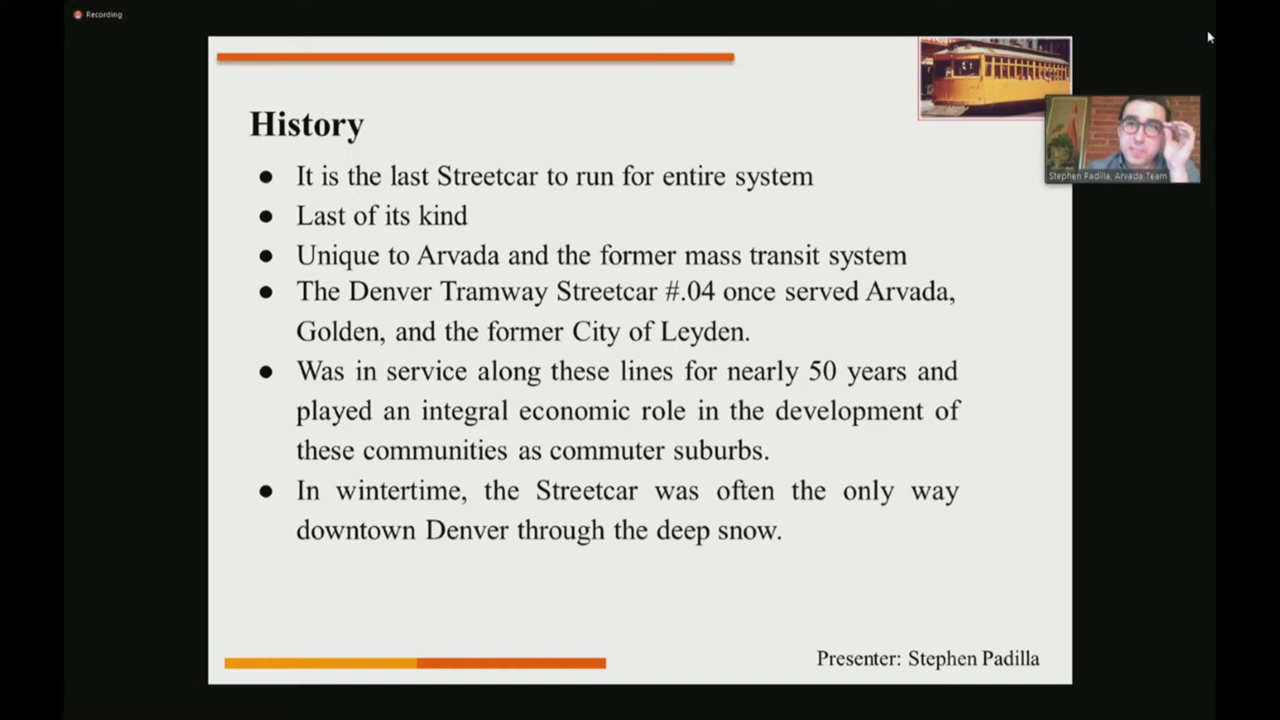 Recording
History
Stephen Padilla, Arvada Team
● It is the last Streetcar to run for entire system
● Last of its kind
● Unique to Arvada and the former mass transit system
● The Denver Tramway Streetcar #.04 once served Arvada,
Golden, and the former City of Leyden.
● Was in service along these lines for nearly 50 years and
played an integral economic role in the development of
these communities as commuter suburbs.
● In wintertime, the Streetcar was often the only way
downtown Denver through the deep snow.
Presenter: Stephen Padilla